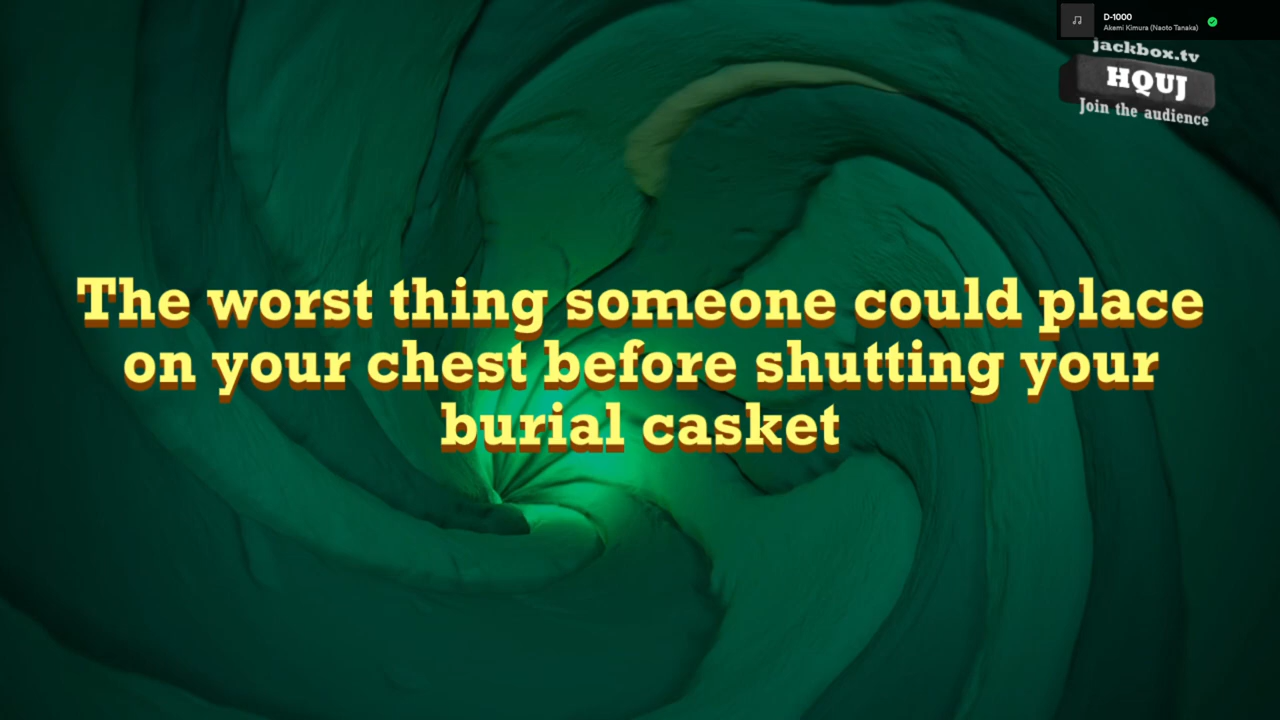 D-1000
Akemi Kimura (Naoto Tanaka)
jackbox.tv
HQUJ
Join the audience
The worst thing someone could place
on your chest before shutting your
burial casket